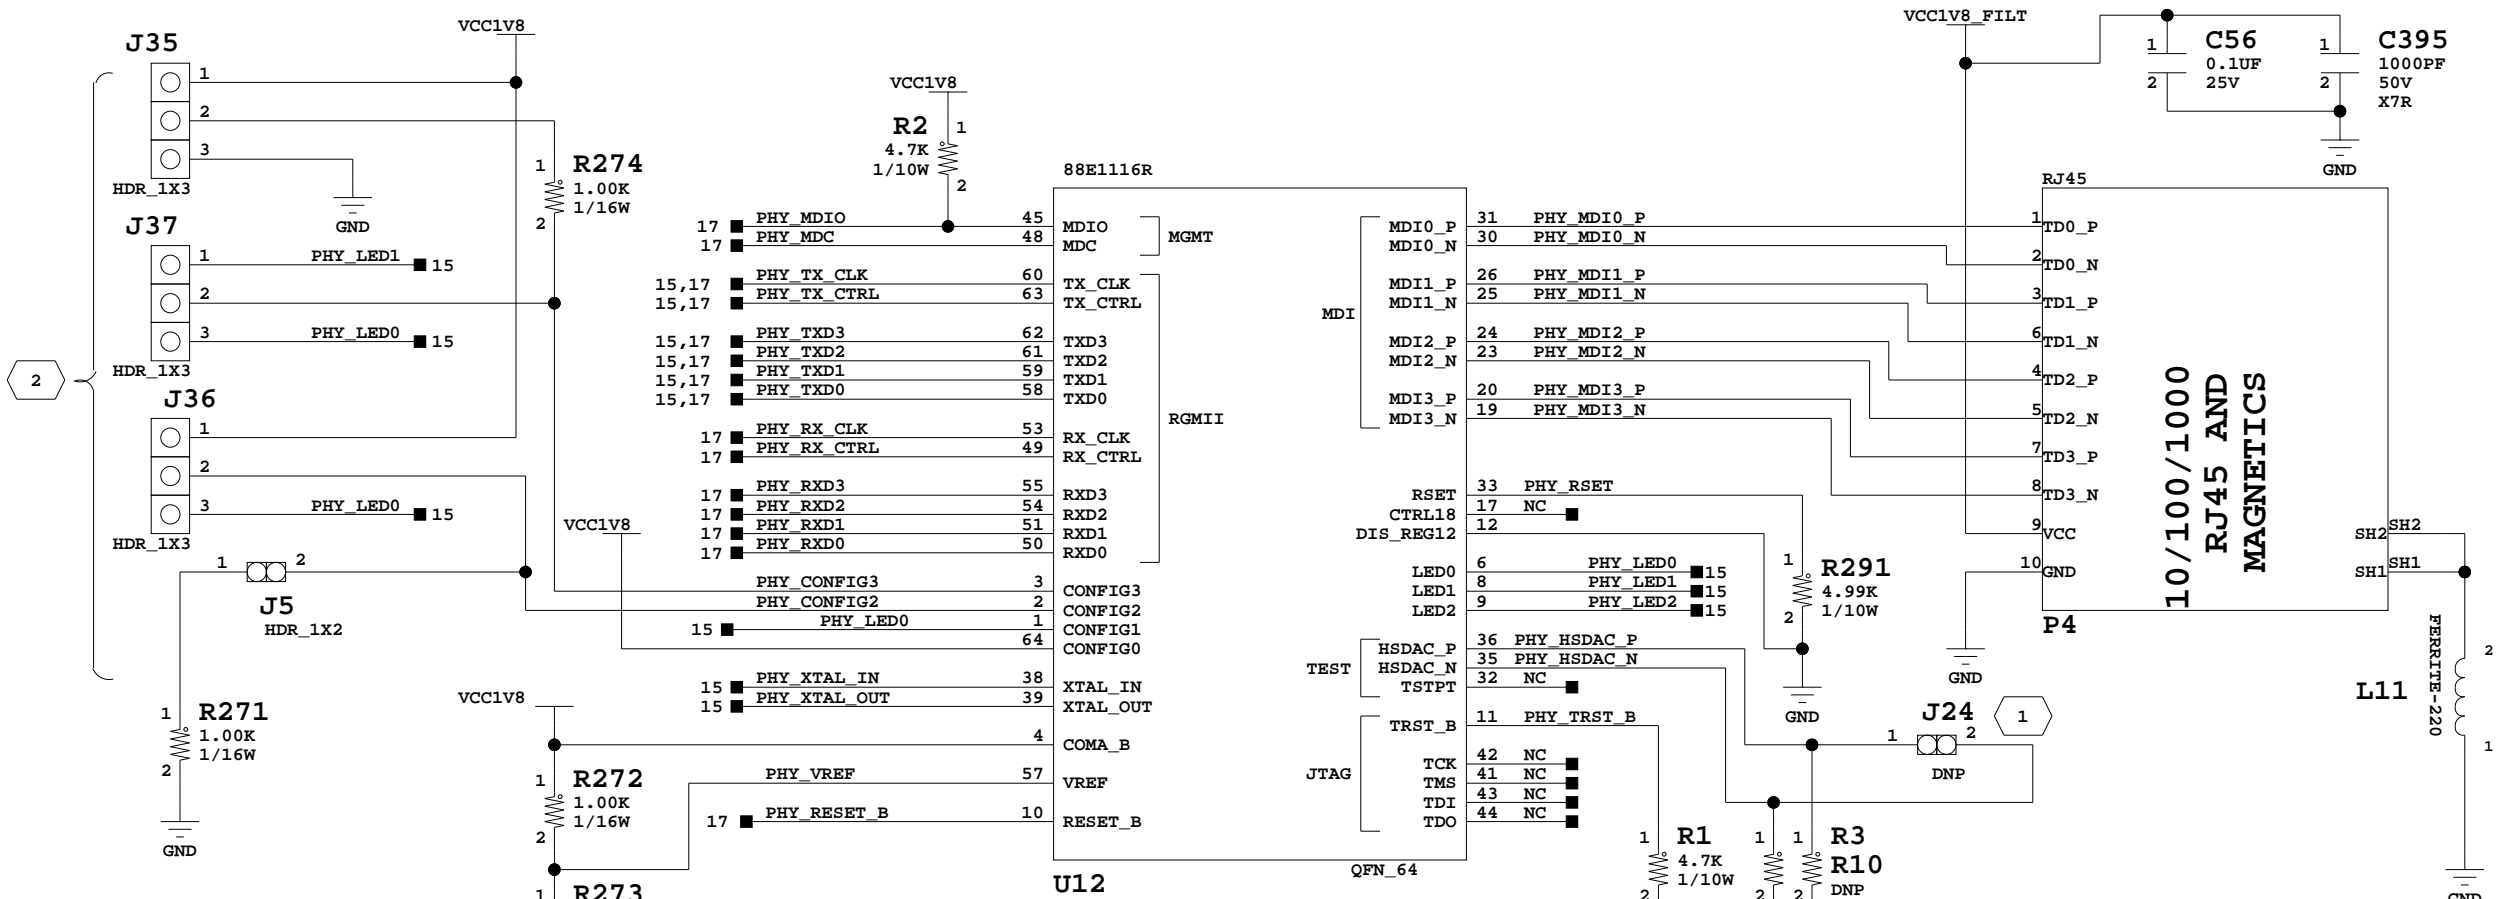 J35
1
2
3
HDR_1X3
VCC1V8
GND
J37
1
PHY_LED1
15
2
3
PHY_LED0
15
HDR_1X3
2
J36
1
2
3
PHY_LED0
15
HDR_1X3
1
2
J5
HDR_1X2
1
R271
1.00K
1/16W
2
GND
1
R274
1.00K
1/16W
2
VCC1V8
VCC1V8
1
R272
1.00K
1/16W
2
1
R273
VCC1V8
R2
1
4.7K
1/10W
2
88E1116R
17 PHY_MDIO 45 MDIO
17 PHY_MDC 48 MDC
MGMT
15,17 PHY_TX_CLK 60 TX_CLK
15,17 PHY_TX_CTRL 63 TX_CTRL
15,17 PHY_TXD3 62 TXD3
15,17 PHY_TXD2 61 TXD2
15,17 PHY_TXD1 59 TXD1
15,17 PHY_TXD0 58 TXD0
RGMII
17 PHY_RX_CLK 53 RX_CLK
17 PHY_RX_CTRL 49 RX_CTRL
17 PHY_RXD3 55 RXD3
17 PHY_RXD2 54 RXD2
17 PHY_RXD1 51 RXD1
17 PHY_RXD0 50 RXD0
PHY_CONFIG3 3 CONFIG3
PHY_CONFIG2 2 CONFIG2
15 PHY_LED0 1 CONFIG1
64 CONFIG0
15 PHY_XTAL_IN 38 XTAL_IN
15 PHY_XTAL_OUT 39 XTAL_OUT
4 COMA_B
PHY_VREF 57 VREF
17 PHY_RESET_B 10 RESET_B
U12
QFN_64
MDI
MDI0_P 31 PHY_MDI0_P
MDI0_N 30 PHY_MDI0_N
MDI1_P 26 PHY_MDI1_P
MDI1_N 25 PHY_MDI1_N
MDI2_P 24 PHY_MDI2_P
MDI2_N 23 PHY_MDI2_N
MDI3_P 20 PHY_MDI3_P
MDI3_N 19 PHY_MDI3_N
RSET 33 PHY_RSET
CTRL18 17 NC
DIS_REG12 12
LED0 6 PHY_LED0 15
LED1 8 PHY_LED1 15
LED2 9 PHY_LED2 15
TEST
HSDAC_P 36 PHY_HSDAC_P
HSDAC_N 35 PHY_HSDAC_N
TSTPT 32 NC
JTAG
TRST_B 11 PHY_TRST_B
TCK 42 NC
TMS 41 NC
TDI 43 NC
TDO 44 NC
1
R291
4.99K
1/10W
2
GND
1
R1
4.7K
1/10W
2
1
2
1
R3
R10
DNP
2
J24
1
2
DNP
1
VCC1V8_FILT
1
C56
0.1UF
25V
2
1
C395
1000PF
50V
X7R
2
GND
RJ45
1 TD0_P
2 TD0_N
3 TD1_P
6 TD1_N
4 TD2_P
5 TD2_N
7 TD3_P
8 TD3_N
9 VCC
10 GND
10/100/1000
RJ45 AND
MAGNETICS
SH2 SH2
SH1 SH1
P4
GND
FERRITE-220
2
L11
1
GND